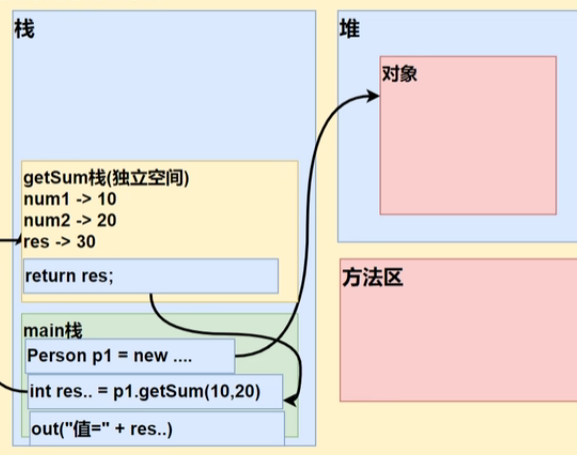 栈
getSum栈(独立空间)
num1 -> 10
num2 -> 20
res -> 30
return res;
main栈
Person p1 = new ....
int res.. = p1.getSum(10,20)
out("值=" + res..)
堆
对象
方法区